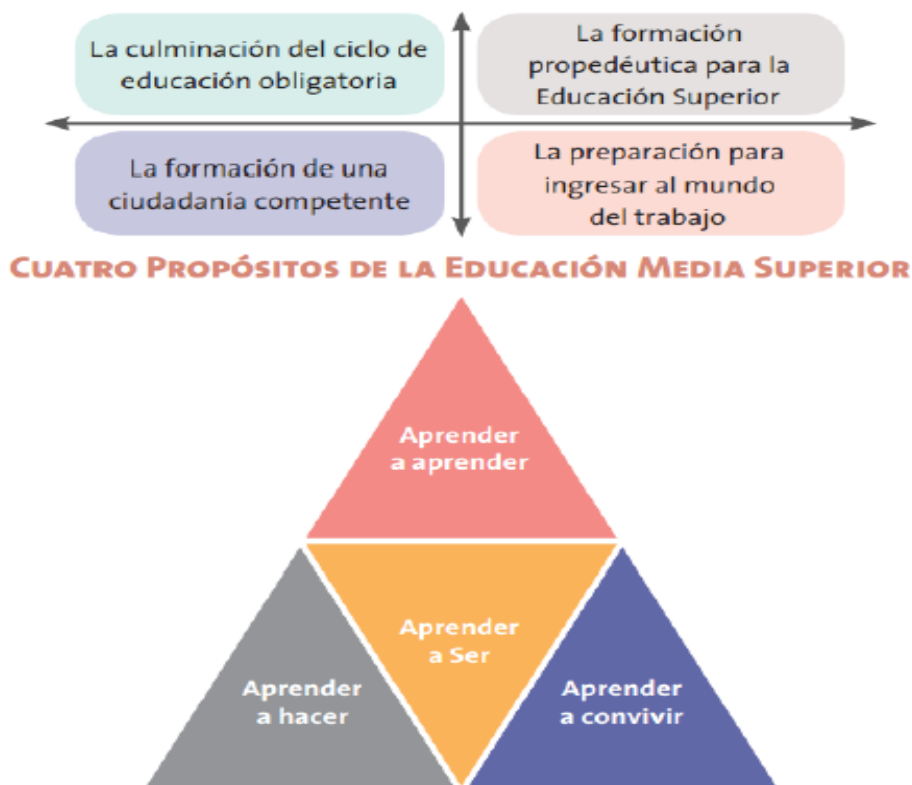 La culminación del ciclo de
educación obligatoria
La formación
propedéutica para la
Educación Superior
La formación de una
ciudadanía competente
La preparación para
ingresar al mundo
del trabajo
CUATRO PROPÓSITOS DE LA EDUCACIÓN MEDIA SUPERIOR
Aprender
a aprender
Aprender
a Ser
Aprender
a hacer
Aprender
a convivir